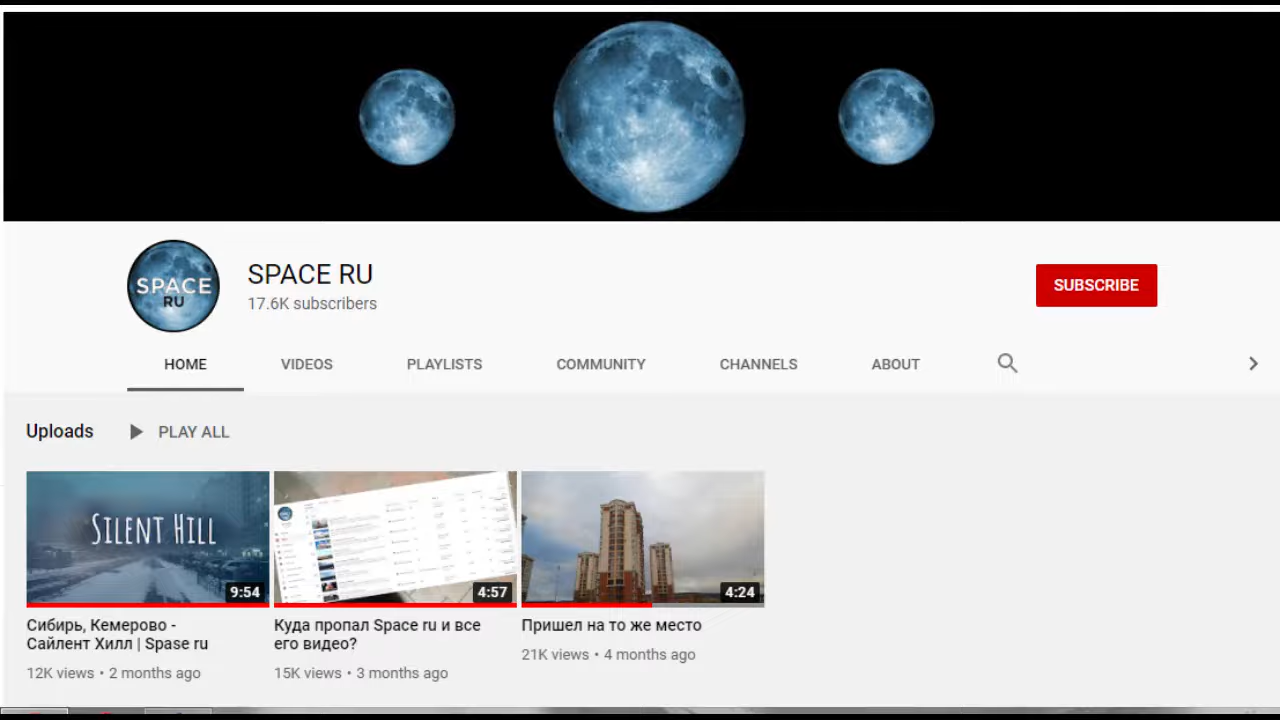 SPACE
RU
SPACE RU
17.6K subscribers
SUBSCRIBE
HOME
VIDEOS
PLAYLISTS
COMMUNITY
CHANNELS
ABOUT
Uploads
PLAY ALL
SILENT HILL
9:54
4:57
4:24
Сибирь, Кемерово -
Сайлент Хилл | Spase ru
12K views • 2 months ago
Куда пропал Space ru и все
его видео?
15K views • 3 months ago
Пришел на то же место
21K views • 4 months ago